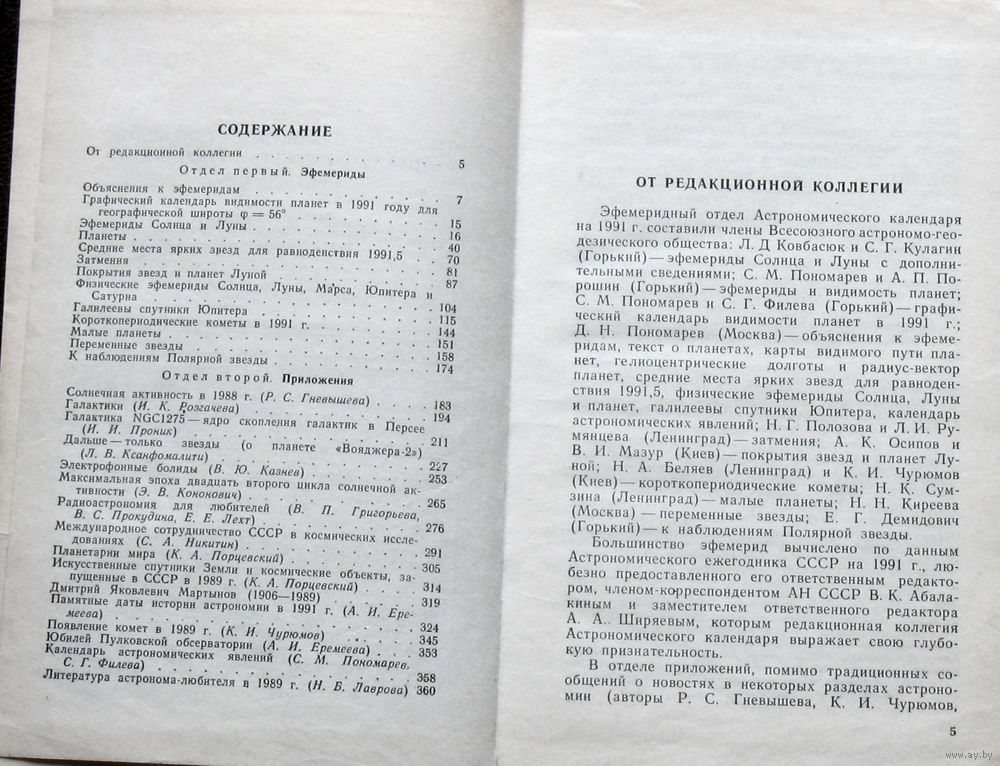 СОДЕРЖАНИЕ
От редакционной коллегии . . . . . . . . . . . 5
Отдел первый. Эфемериды
Объяснения к эфемеридам . . . . . . . . . . . 7
Графический календарь видимости планет в 1991 году для
географической широты φ = 56° . . . . . . . . 15
Эфемериды Солнца и Луны . . . . . . . . . . . 16
Планеты . . . . . . . . . . . . . . . . 40
Средние места ярких звезд для равноденствия 1991,5 . . . . 70
Затмения . . . . . . . . . . . . . . . . 81
Покрытия звезд и планет Луной . . . . . . . . . 87
Физические эфемериды Солнца, Луны, Марса, Юпитера и
Сатурна . . . . . . . . . . . . . . . 104
Галилеевы спутники Юпитера . . . . . . . . . . 115
Короткопериодические кометы в 1991 г. . . . . . . . 144
Малые планеты . . . . . . . . . . . . . . 151
Переменные звезды . . . . . . . . . . . . . 158
К наблюдениям Полярной звезды . . . . . . . . . 174
Отдел второй. Приложения
Солнечная активность в 1988 г. (Р. С. Гневышева) . . . . 183
Галактики (И. К. Розгачева) . . . . . . . . . . 194
Галактика NGC1275 — ядро скопления галактик в Персее
(И. И. Проник) . . . . . . . . . . . . . 211
Дальше — только звезды (о планете «Вояджера-2»)
(Л. В. Ксанфомалити) . . . . . . . . . . . 227
Электрофонные болиды (В. Ю. Казнев) . . . . . . . 253
Максимальная эпоха двадцать второго цикла солнечной ак-
тивности (Э. В. Кононович) . . . . . . . . . 265
Радиоастрономия для любителей (В. П. Григорьева,
В. С. Прокудина, Е. Е. Лехт) . . . . . . . . 276
Международное сотрудничество СССР в космических иссле-
дованиях (С. А. Никитин) . . . . . . . . . . 291
Планетарии мира (К. А. Порцевский) . . . . . . . 305
Искусственные спутники Земли и космические объекты, за-
пущенные в СССР в 1989 г. (К. А. Порцевский) . . . . 314
Дмитрий Яковлевич Мартынов (1906—1989) . . . . . . 319
Памятные даты истории астрономии в 1991 г. (А. И. Ере-
меева) . . . . . . . . . . . . . . . 324
Появление комет в 1989 г. (К. И. Чурюмов) . . . . . 345
Юбилей Пулковской обсерватории (А. И. Еремеева) . . . 353
Календарь астрономических явлений (С. М. Пономарев,
С. Г. Филева) . . . . . . . . . . . . . 358
Литература астронома-любителя в 1989 г. (Н. Б. Лаврова) 360
ОТ РЕДАКЦИОННОЙ КОЛЛЕГИИ
Эфемеридный отдел Астрономического календаря
на 1991 г. составили члены Всесоюзного астрономо-гео-
дезического общества: Л. Д Ковбасюк и С. Г. Кулагин
(Горький) — эфемериды Солнца и Луны с дополни-
тельными сведениями; С. М. Пономарев и А. П. По-
рошин (Горький) — эфемериды и видимость планет;
С. М. Пономарев и С. Г. Филева (Горький) — графи-
ческий календарь видимости планет в 1991 г.;
Д. Н. Пономарев (Москва) — объяснения к эфеме-
ридам, текст о планетах, карты видимого пути пла-
нет, гелиоцентрические долготы и радиус-вектор
планет, средние места ярких звезд для равноден-
ствия 1991,5, физические эфемериды Солнца, Луны
и планет, галилеевы спутники Юпитера, календарь
астрономических явлений; Н. Г. Полозова и Л. И. Ру-
мянцева (Ленинград) — затмения; А. К. Осипов и
В. И. Мазур (Киев) — покрытия звезд и планет Лу-
ной; Н. А. Беляев (Ленинград) и К. И. Чурюмов
(Киев) — короткопериодические кометы; Н. К. Сум-
зина (Ленинград) — малые планеты; Н. Н. Киреева
(Москва) — переменные звезды; Е. Г. Демидович
(Горький) — к наблюдениям Полярной звезды.
Большинство эфемерид вычислено по данным
Астрономического ежегодника СССР на 1991 г., лю-
безно предоставленного его ответственным редакто-
ром, членом-корреспондентом АН СССР В. К. Абала-
киным и заместителем ответственного редактора
А. А. Ширяевым, которым редакционная коллегия
Астрономического календаря выражает свою глубо-
кую признательность.
В отделе приложений, помимо традиционных со-
общений о новостях в некоторых разделах астроно-
мии (авторы Р. С. Гневышева, К. И. Чурюмов,
5
www.ay.by